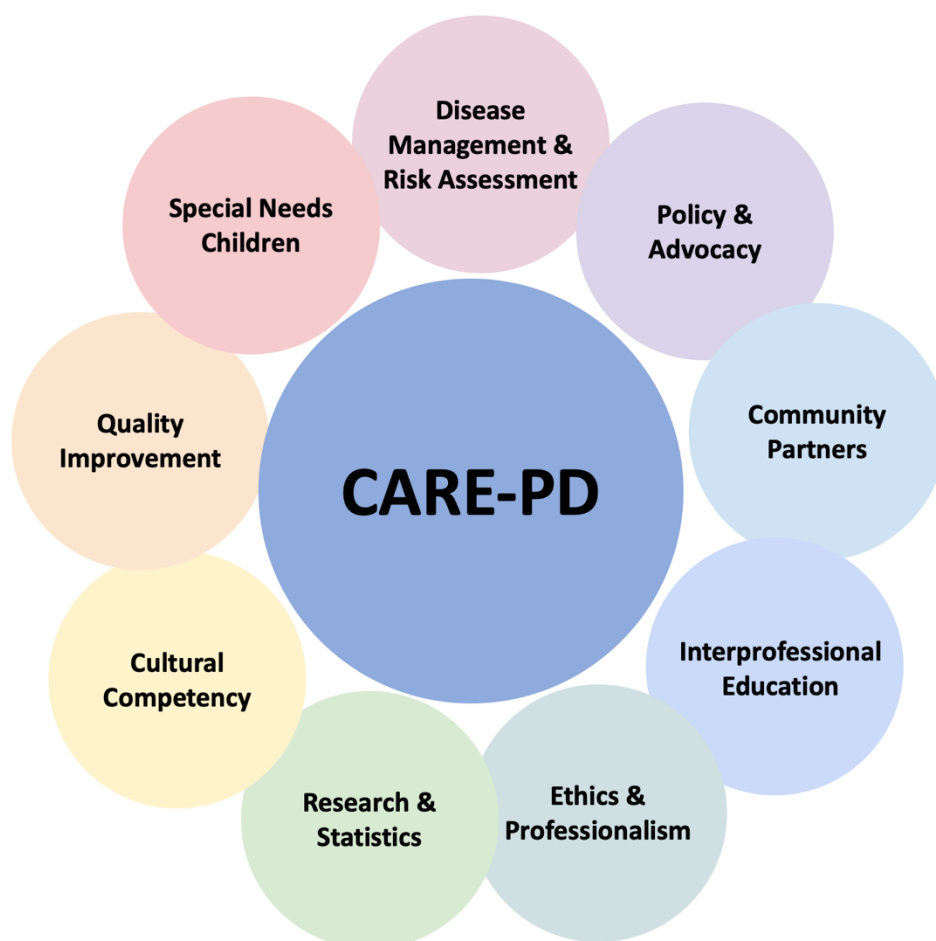 Disease
Management &
Risk Assessment
Policy &
Advocacy
Community
Partners
Interprofessional
Education
Ethics &
Professionalism
Research &
Statistics
Cultural
Competency
Quality
Improvement
Special Needs
Children
CARE-PD